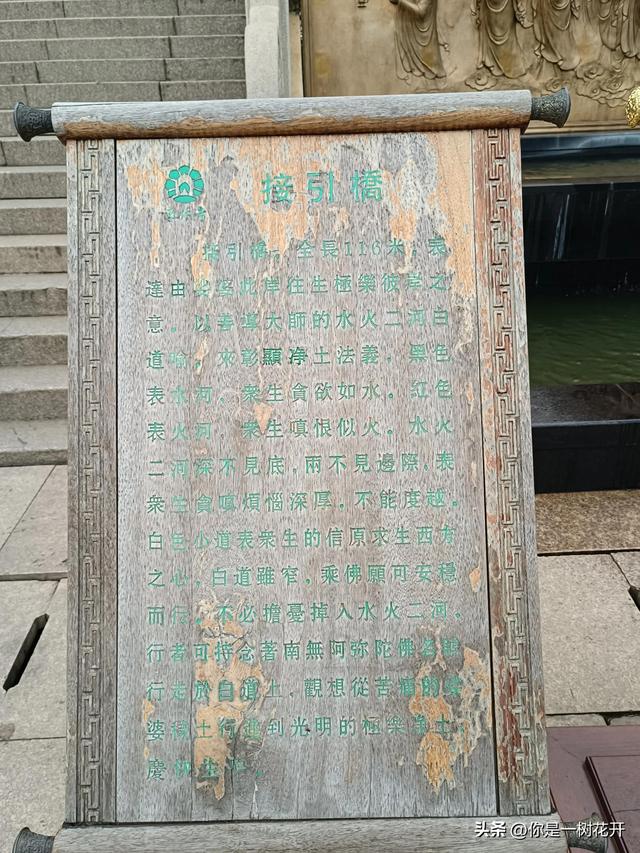 接引橋
接引橋，全長116米，表
達由娑婆此岸往生極樂彼岸之
意。以善導大師的水火二河白
道喻，來彰顯淨土法義，黑色
表水河，衆生貪欲如水。紅色
表火河，衆生嗔恨似火。水火
二河深不見底，兩不見邊際，表
衆生貪嗔煩惱深厚，不能度越。
白色小道表衆生的信原求生西方
之心，白道雖窄，乘佛願可安穩
而行，不必擔憂掉入水火二河。
行者可持念著南無阿弥陀佛名號
行走於白道上，觀想從苦痛的娑
婆穢土行進到光明的極樂淨土，
慶快生平。
头条 @你是一树花开